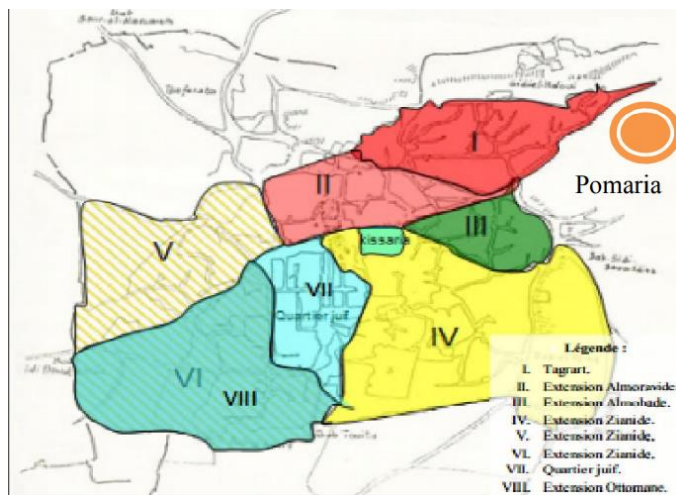 I
Pomaria
II
III
kissaria
V
VII
Quartier juif
IV
VI
VIII
Légende :
I. Tagrart.
II. Extension Almoravide
III. Extension Almohade.
IV. Extension Zianide.
V. Extension Zianide.
VI. Extension Zianide.
VII. Quartier juif.
VIII. Extension Ottomane.